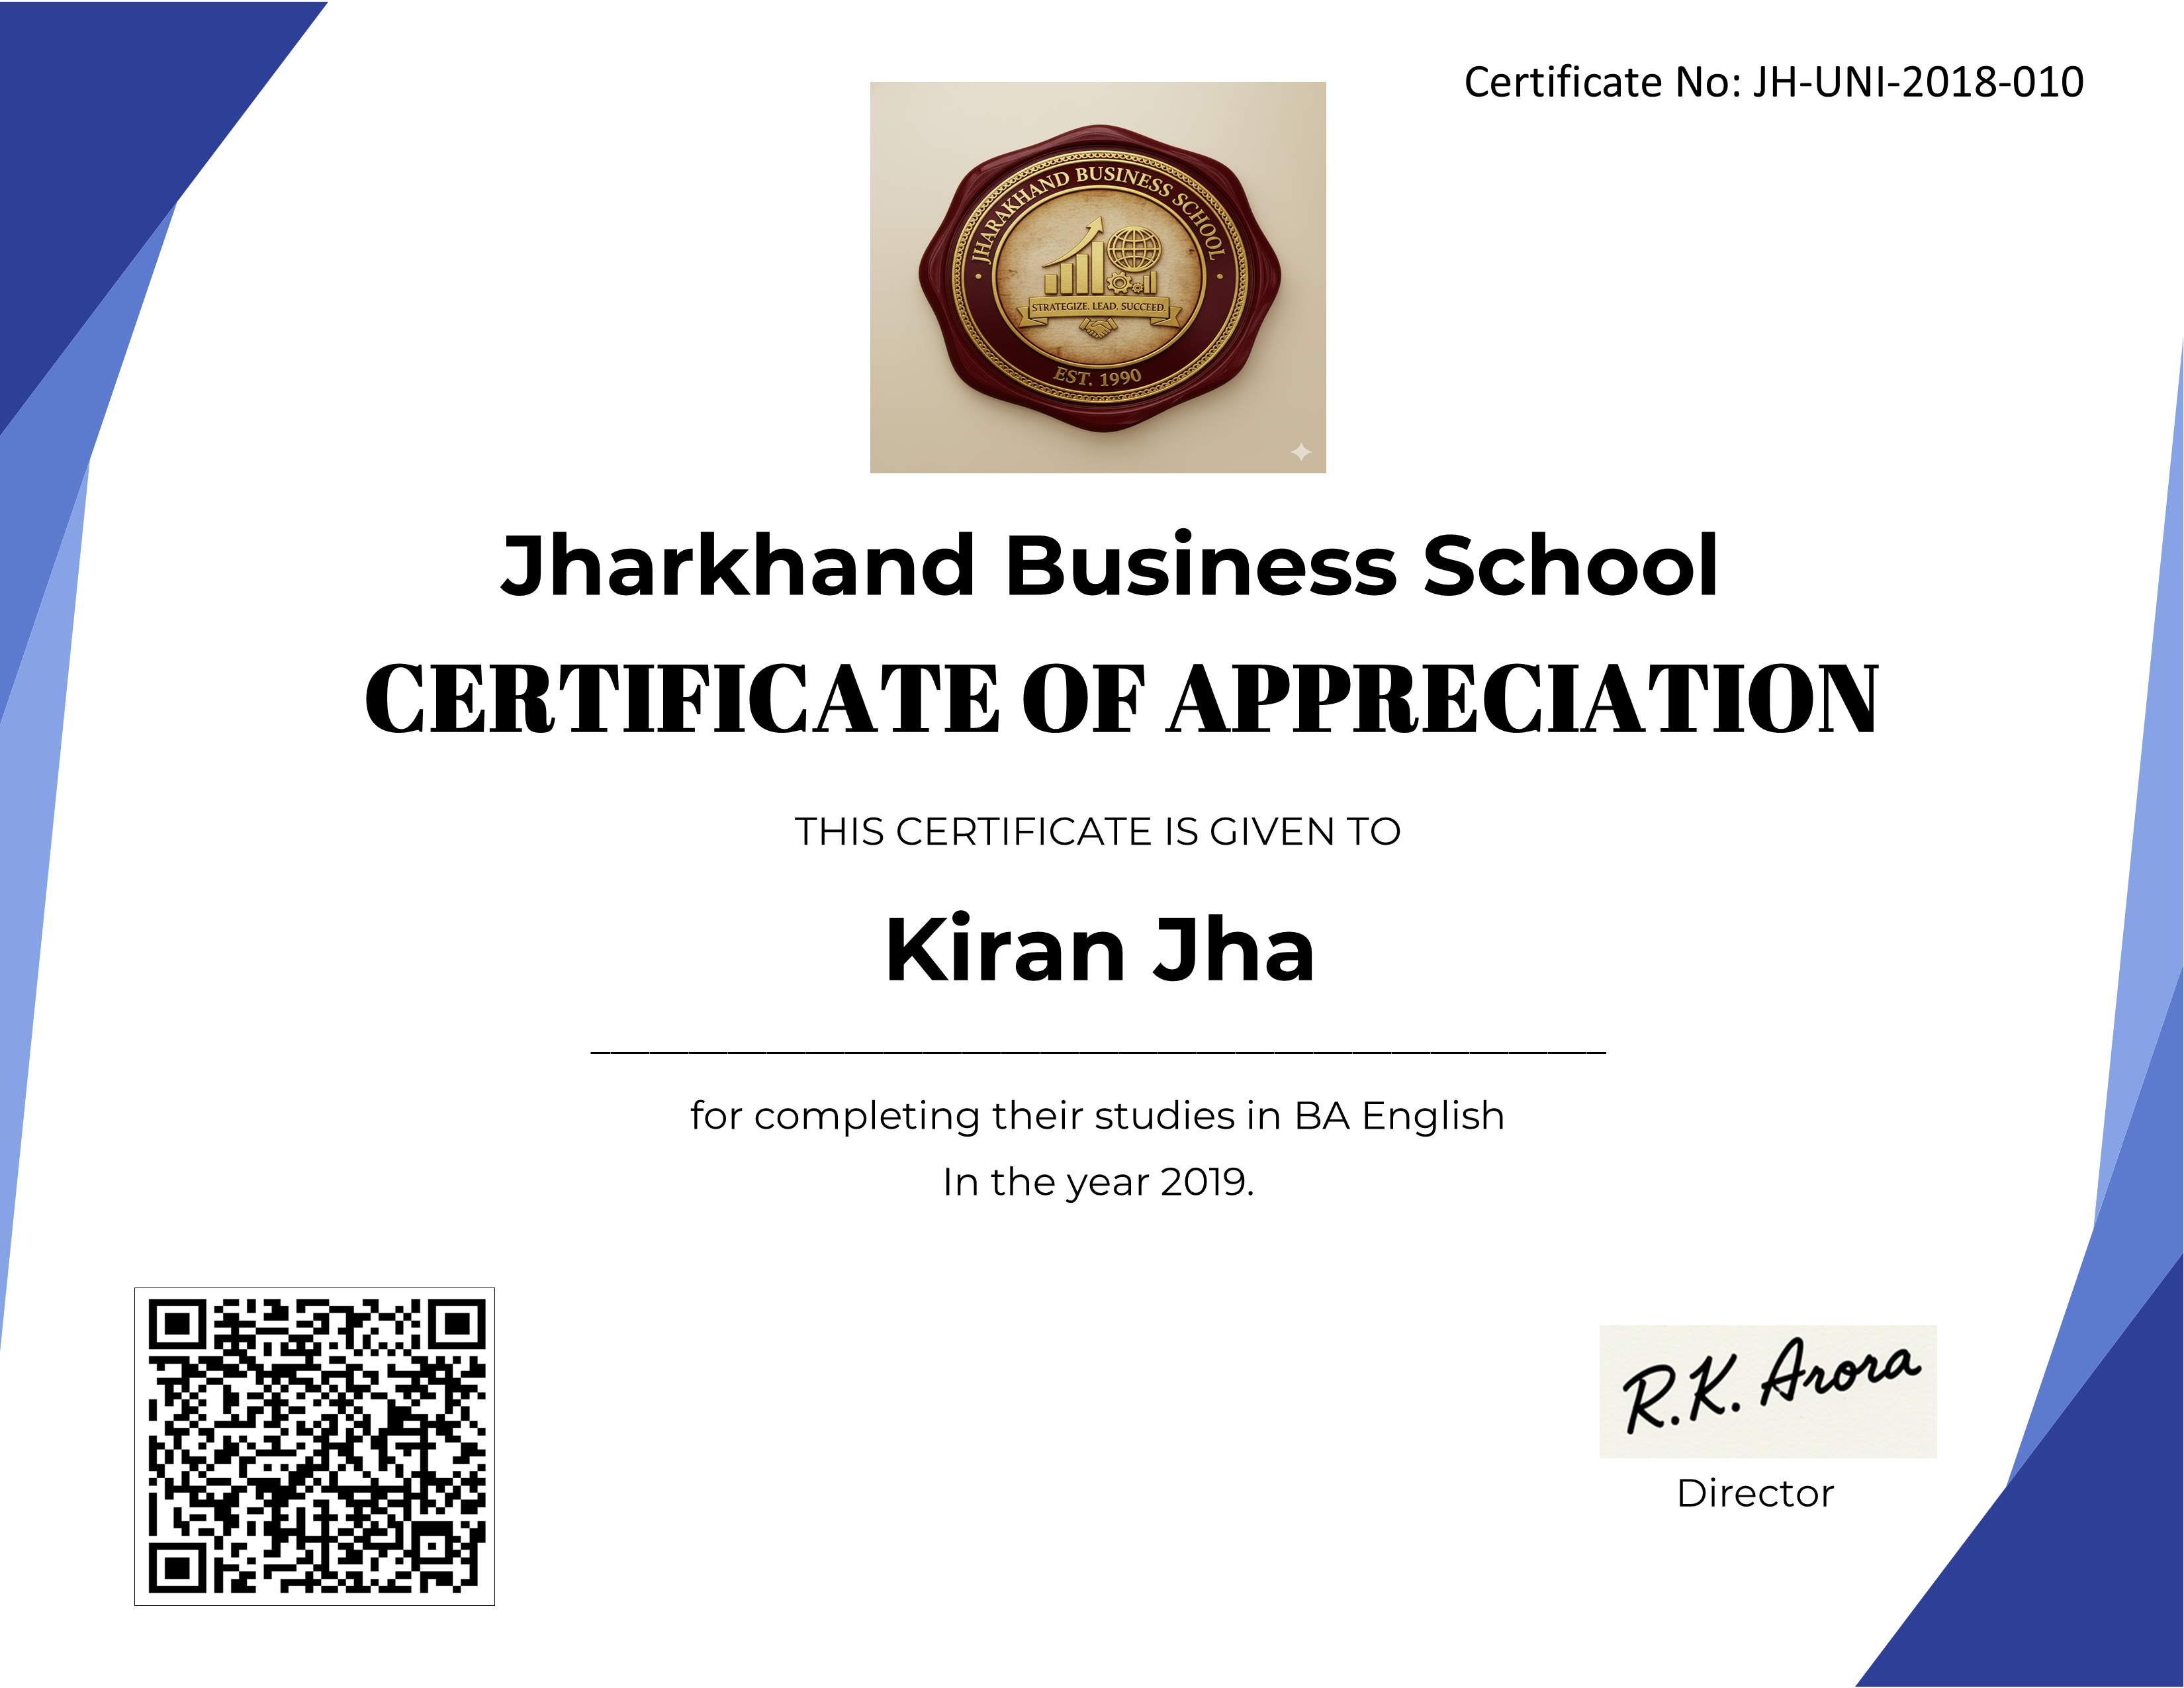 Certificate No: JH-UNI-2018-010
JHARAKHAND BUSINESS SCHOOL
STRATEGIZE. LEAD. SUCCEED.
EST. 1990
Jharkhand Business School
CERTIFICATE OF APPRECIATION
THIS CERTIFICATE IS GIVEN TO
Kiran Jha
for completing their studies in BA English
In the year 2019.
R.K. Arora
Director